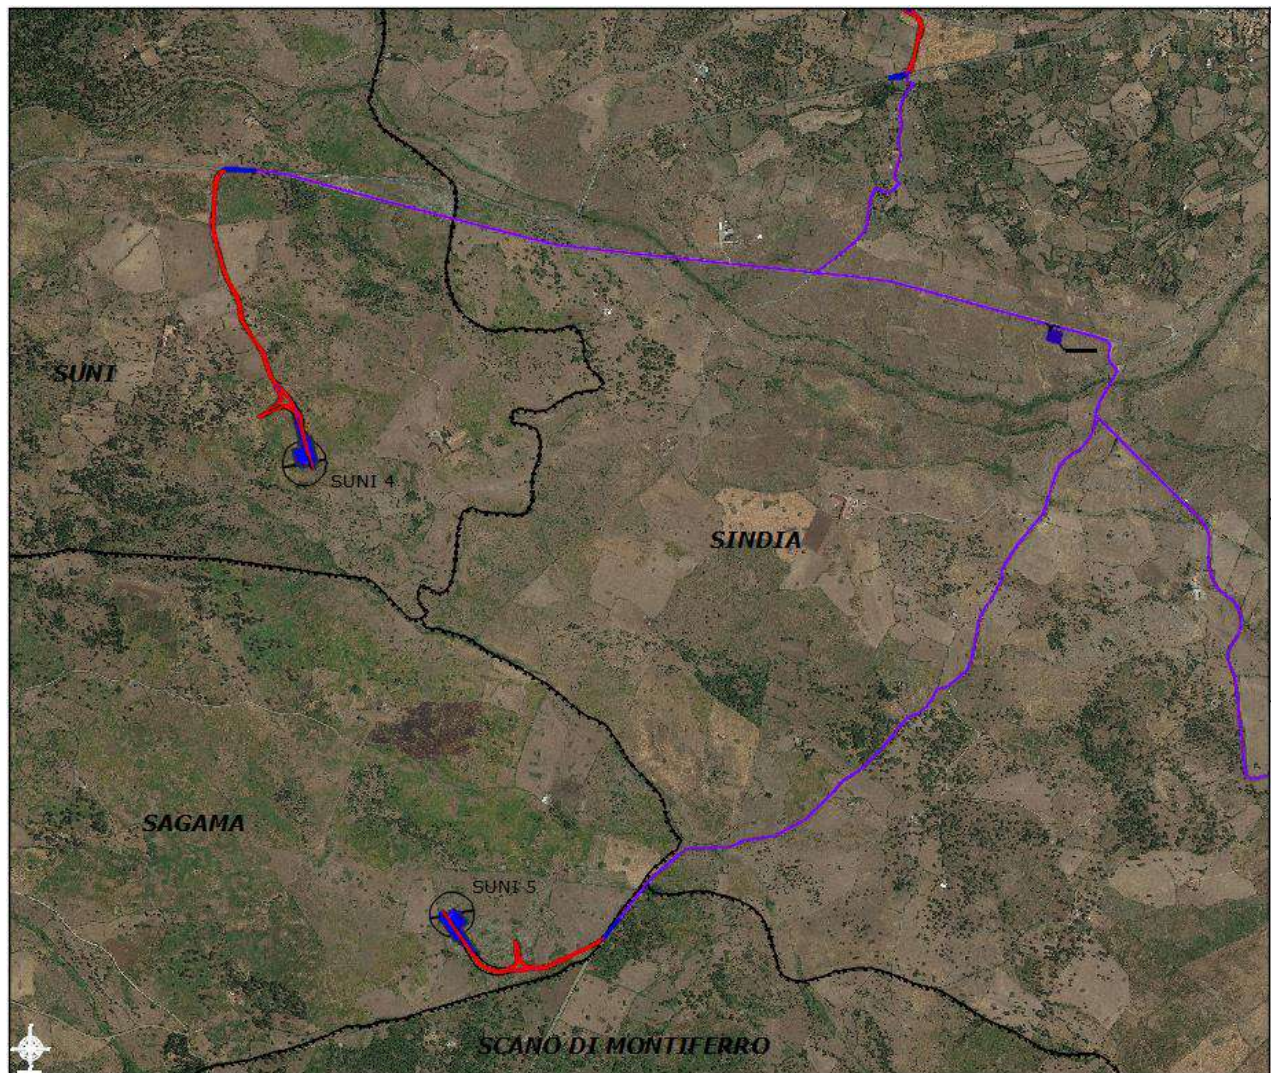 SUNI
SUNI 4
SINDIA
SAGAMA
SUNI 5
SCANO DI MONTIFERRO